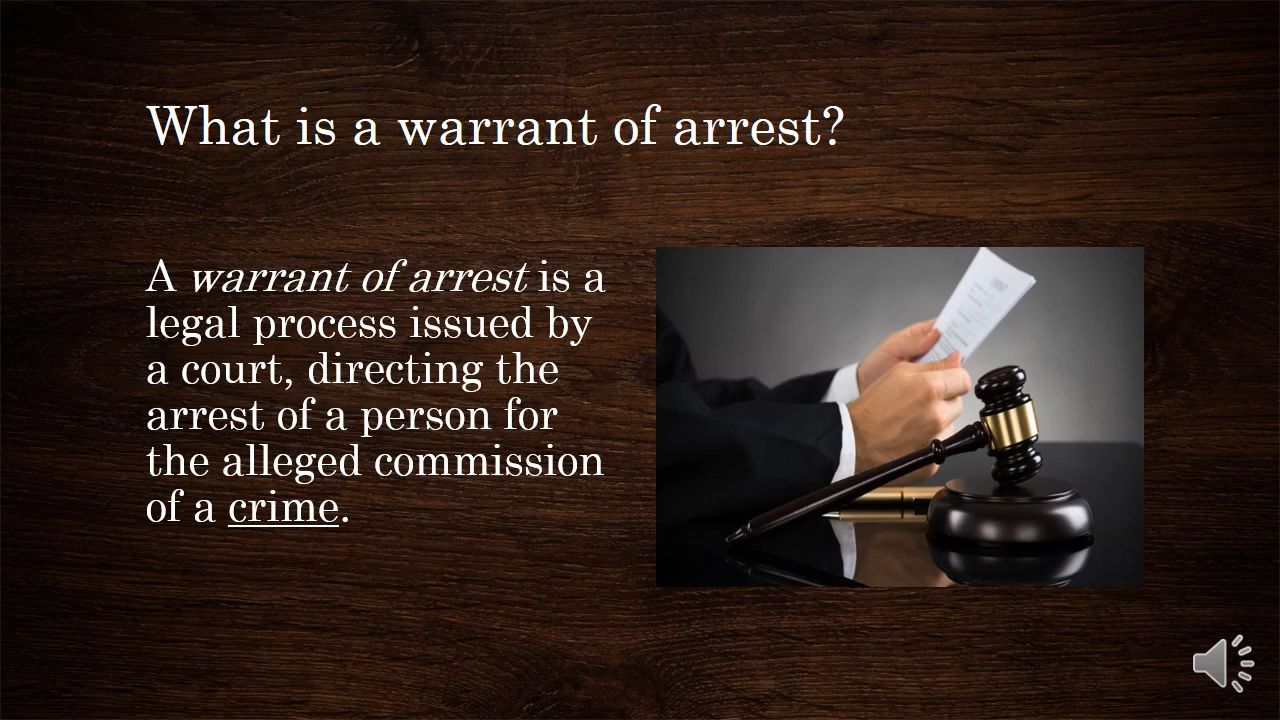 What is a warrant of arrest?
A warrant of arrest is a
legal process issued by
a court, directing the
arrest of a person for
the alleged commission
of a crime.